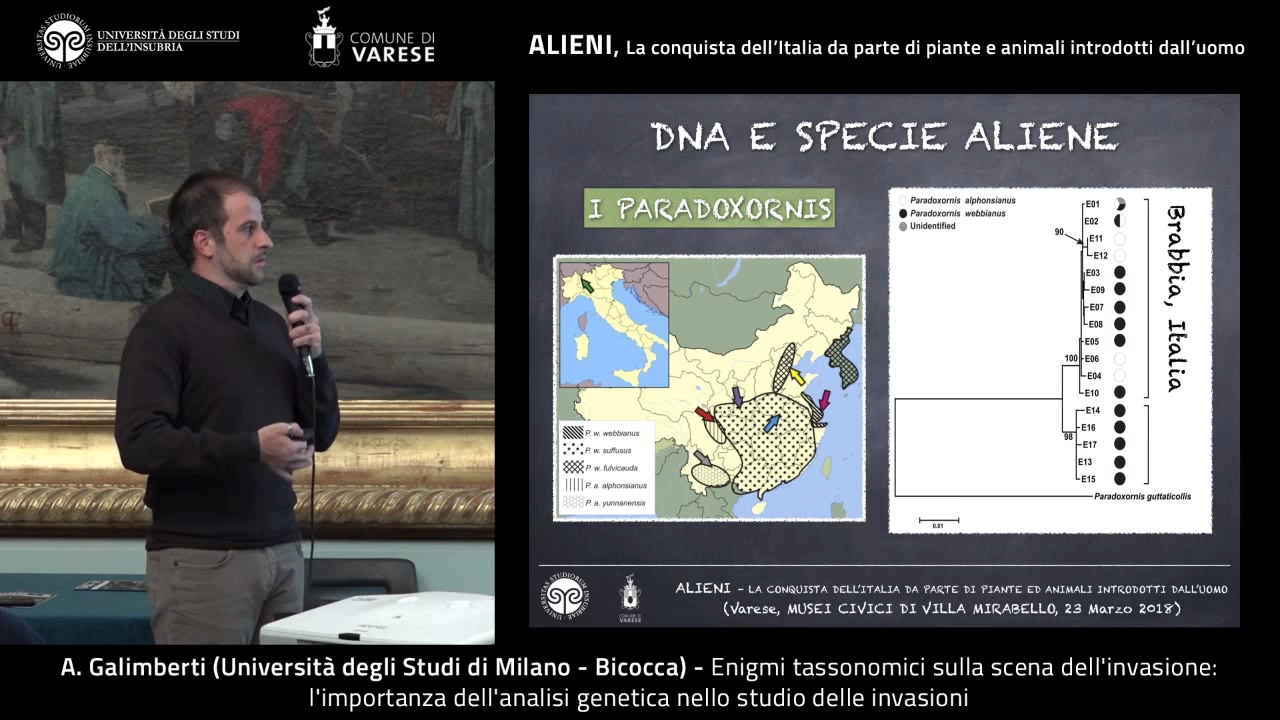 UNIVERSITÀ DEGLI STUDI
DELL'INSUBRIA
COMUNE DI
VARESE
ALIENI, La conquista dell'Italia da parte di piante e animali introdotti dall'uomo
DNA E SPECIE ALIENE
I PARADOXORNIS
P. w. webbianus
P. w. suffusus
P. w. fulvicauda
P. a. alphonsianus
P. a. yunnanensis
Paradoxornis alphonsianus
Paradoxornis webbianus
Unidentified
90
E01
E02
E11
E12
E03
E09
E07
E08
E05
100
E06
E04
E10
E14
E16
98
E17
E13
E15
Paradoxornis guttaticollis
0.01
Brabbia, Italia
ALIENI - LA CONQUISTA DELL'ITALIA DA PARTE DI PIANTE ED ANIMALI INTRODOTTI DALL'UOMO
(Varese, MUSEI CIVICI DI VILLA MIRABELLO, 23 Marzo 2018)
COMUNE DI
VARESE
A. Galimberti (Università degli Studi di Milano - Bicocca) - Enigmi tassonomici sulla scena dell'invasione:
l'importanza dell'analisi genetica nello studio delle invasioni